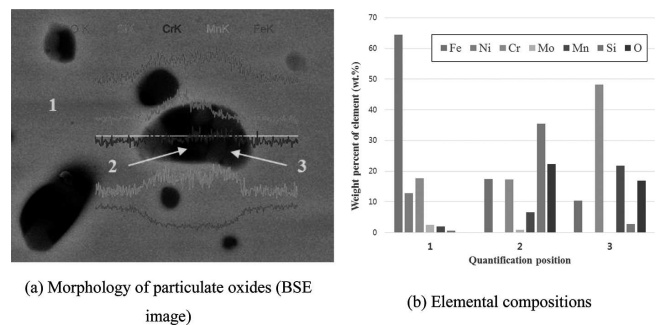 O K SiK CrK MnK FeK
1
2 3
Weight percent of element (wt.%)
70
60
50
40
30
20
10
0
Fe Ni Cr Mo Mn Si O
1 2 3
Quantification position
(a) Morphology of particulate oxides (BSE
image)
(b) Elemental compositions